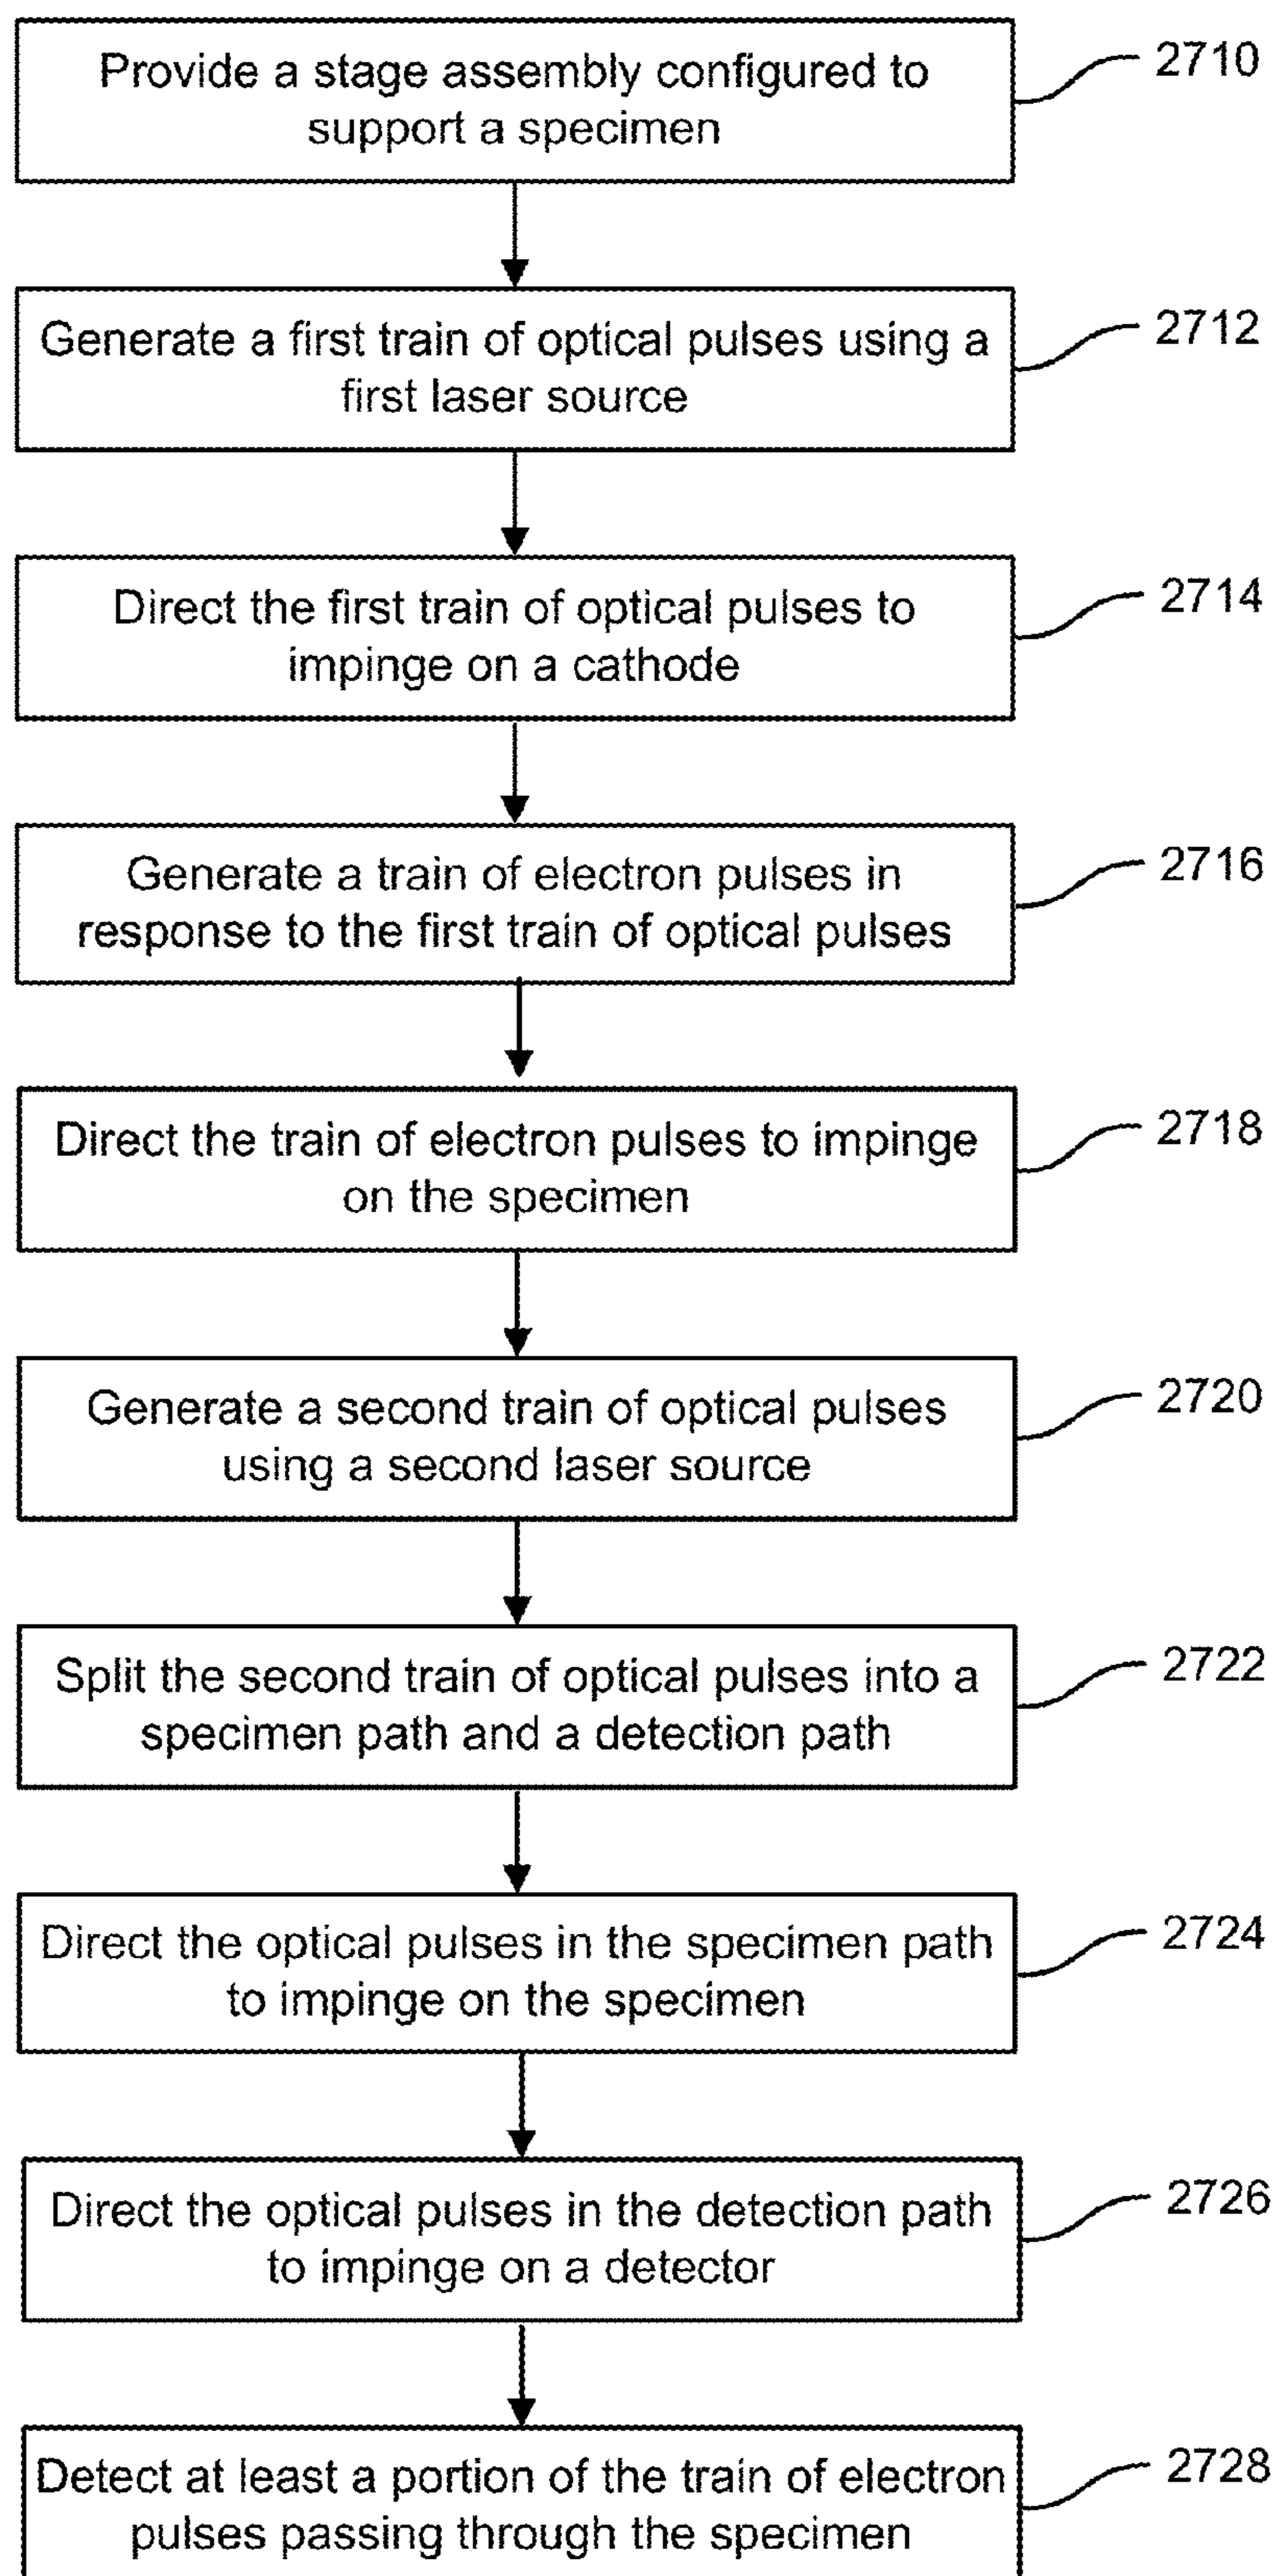 Provide a stage assembly configured to
support a specimen
2710
Generate a first train of optical pulses using a
first laser source
2712
Direct the first train of optical pulses to
impinge on a cathode
2714
Generate a train of electron pulses in
response to the first train of optical pulses
2716
Direct the train of electron pulses to impinge
on the specimen
2718
Generate a second train of optical pulses
using a second laser source
2720
Split the second train of optical pulses into a
specimen path and a detection path
2722
Direct the optical pulses in the specimen path
to impinge on the specimen
2724
Direct the optical pulses in the detection path
to impinge on a detector
2726
Detect at least a portion of the train of electron
pulses passing through the specimen
2728